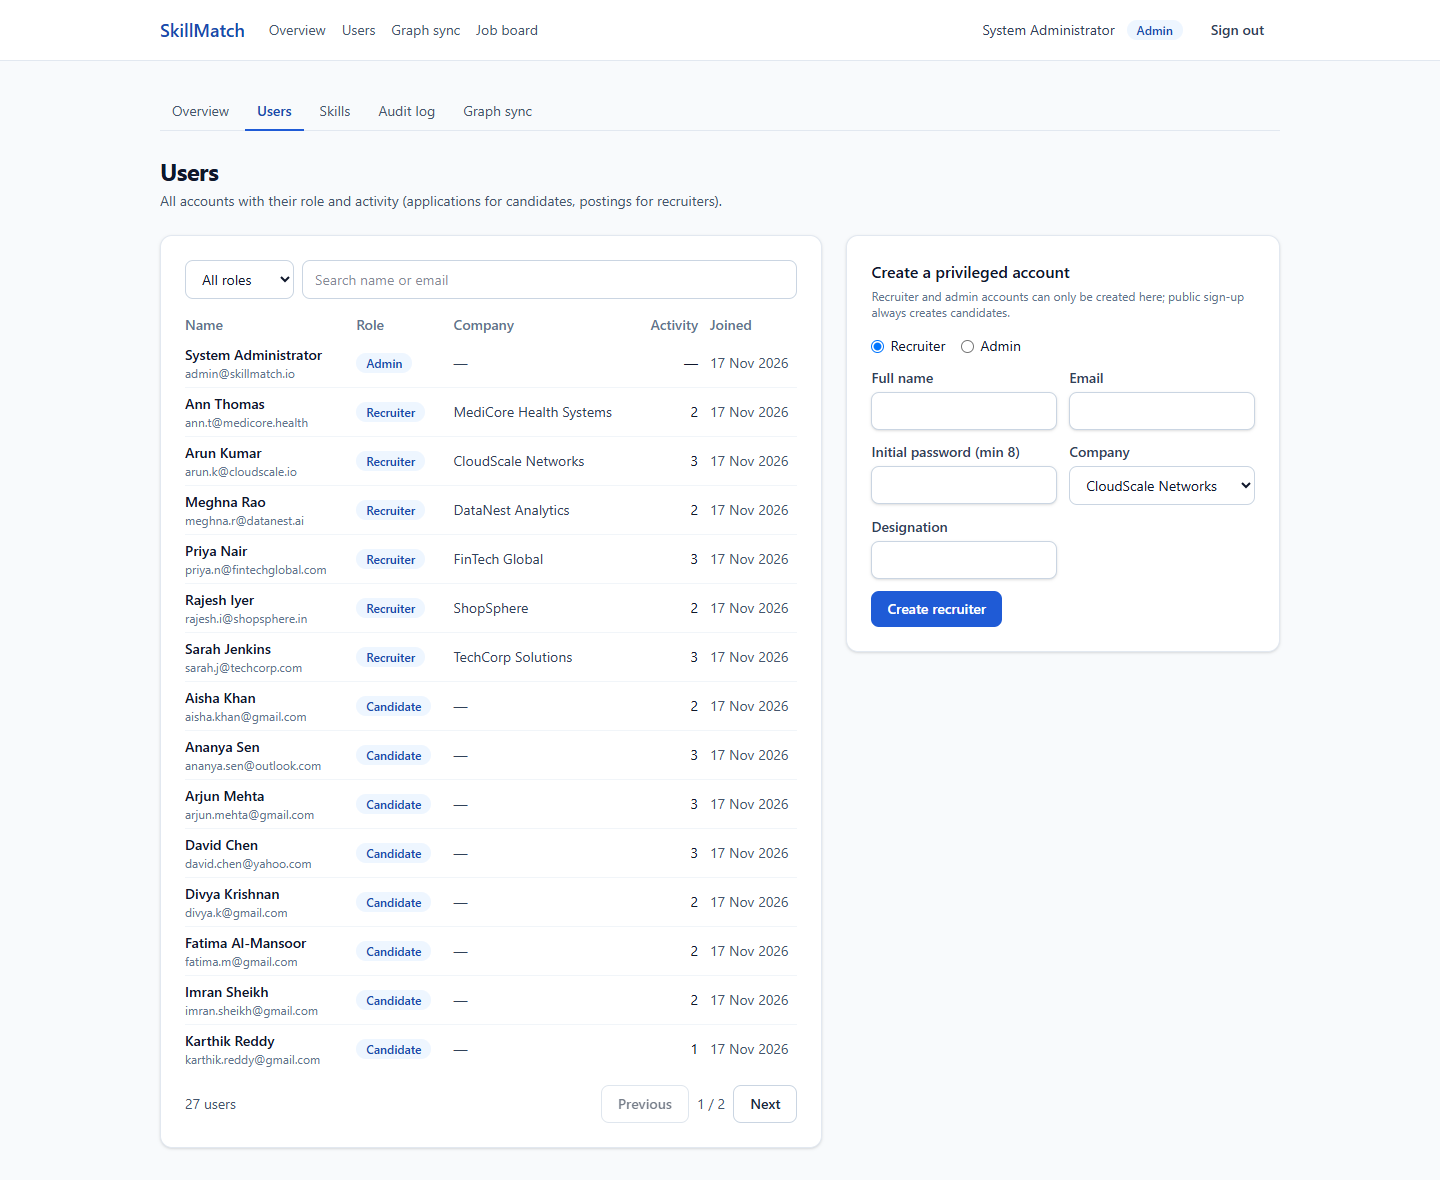 SkillMatch Overview Users Graph sync Job board System Administrator Admin Sign out
Overview Users Skills Audit log Graph sync
Users
All accounts with their role and activity (applications for candidates, postings for recruiters).
All roles Search name or email
Name Role Company Activity Joined
System Administrator
admin@skillmatch.io
Admin — — 17 Nov 2026
Ann Thomas
ann.t@medicore.health
Recruiter MediCore Health Systems 2 17 Nov 2026
Arun Kumar
arun.k@cloudscale.io
Recruiter CloudScale Networks 3 17 Nov 2026
Meghna Rao
meghna.r@datanest.ai
Recruiter DataNest Analytics 2 17 Nov 2026
Priya Nair
priya.n@fintechglobal.com
Recruiter FinTech Global 3 17 Nov 2026
Rajesh Iyer
rajesh.i@shopsphere.in
Recruiter ShopSphere 2 17 Nov 2026
Sarah Jenkins
sarah.j@techcorp.com
Recruiter TechCorp Solutions 3 17 Nov 2026
Aisha Khan
aisha.khan@gmail.com
Candidate — 2 17 Nov 2026
Ananya Sen
ananya.sen@outlook.com
Candidate — 3 17 Nov 2026
Arjun Mehta
arjun.mehta@gmail.com
Candidate — 3 17 Nov 2026
David Chen
david.chen@yahoo.com
Candidate — 3 17 Nov 2026
Divya Krishnan
divya.k@gmail.com
Candidate — 2 17 Nov 2026
Fatima Al-Mansoor
fatima.m@gmail.com
Candidate — 2 17 Nov 2026
Imran Sheikh
imran.sheikh@gmail.com
Candidate — 2 17 Nov 2026
Karthik Reddy
karthik.reddy@gmail.com
Candidate — 1 17 Nov 2026
27 users Previous 1 / 2 Next
Create a privileged account
Recruiter and admin accounts can only be created here; public sign-up
always creates candidates.
Recruiter Admin
Full name Email
Initial password (min 8) Company
CloudScale Networks
Designation
Create recruiter